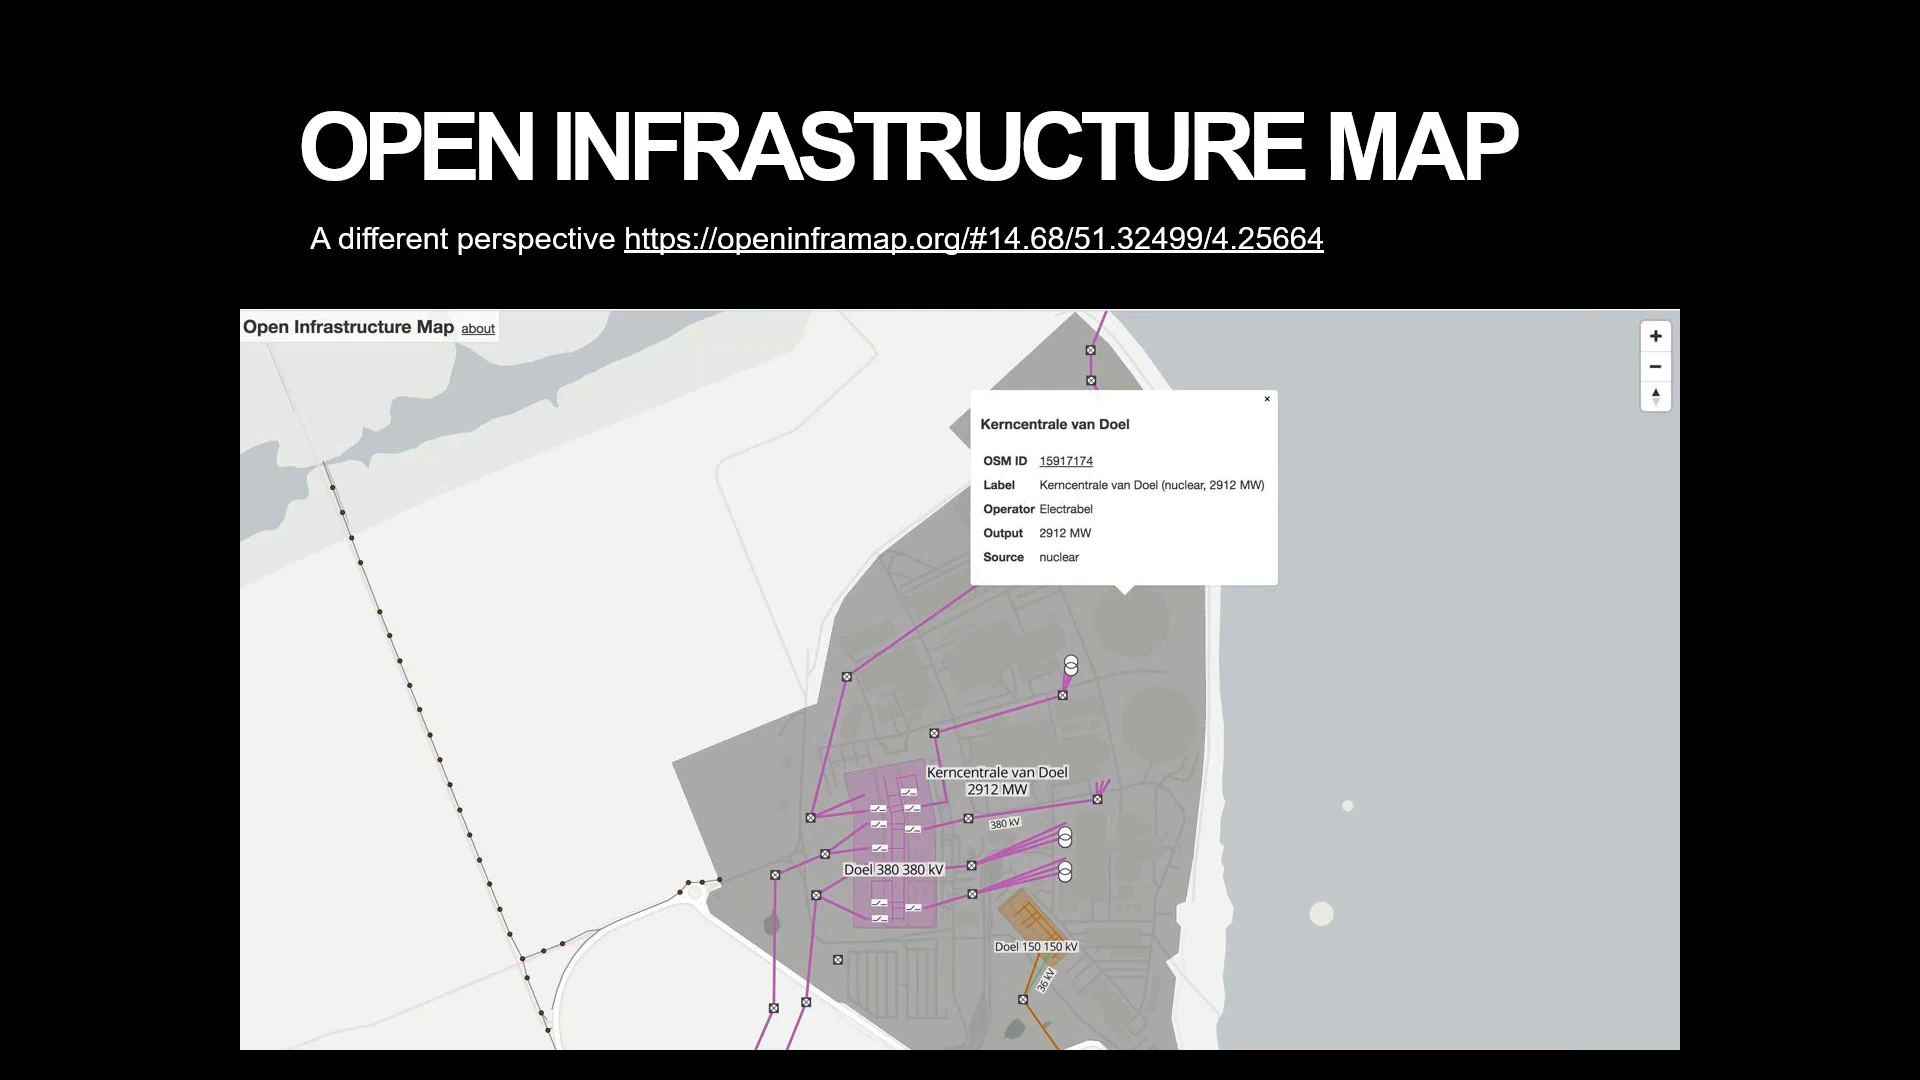 OPEN INFRASTRUCTURE MAP
A different perspective https://openinframap.org/#14.68/51.32499/4.25664
Open Infrastructure Map about
+
−
×
Kerncentrale van Doel
OSM ID 15917174
Label Kerncentrale van Doel (nuclear, 2912 MW)
Operator Electrabel
Output 2912 MW
Source nuclear
Kerncentrale van Doel
2912 MW
380 kV
Doel 380 380 kV
Doel 150 150 kV
36 kV